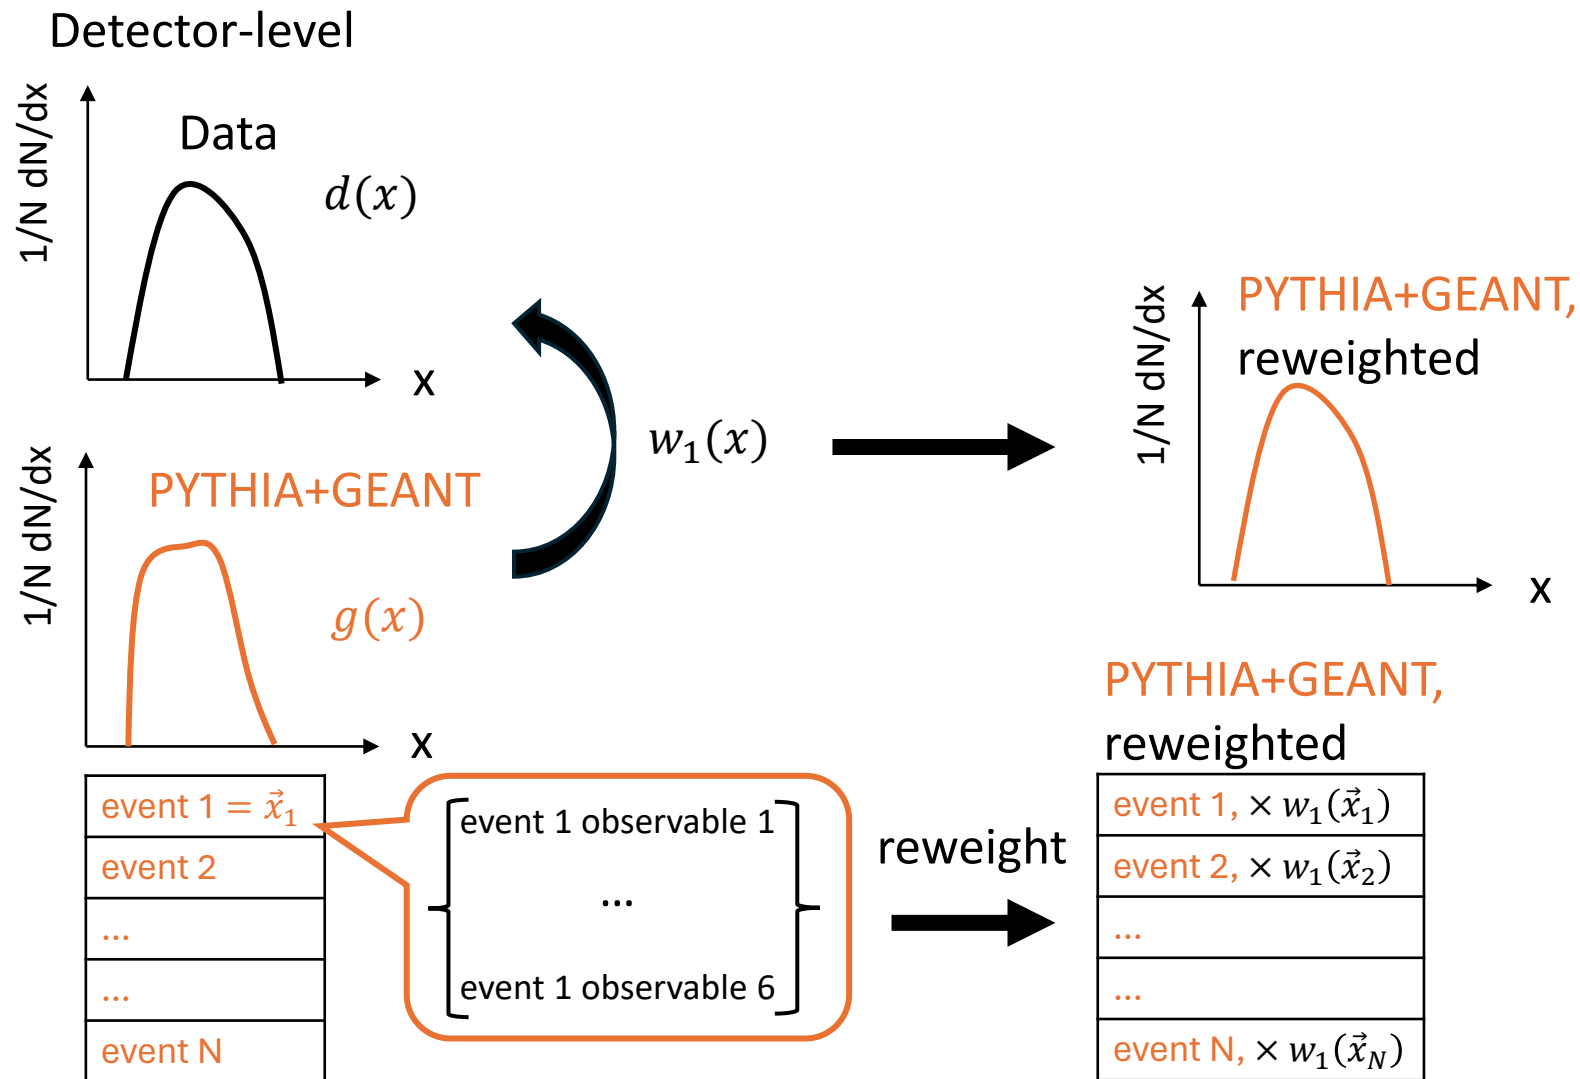 Detector-level
1/N dN/dx
Data
d(x)
x
1/N dN/dx
PYTHIA+GEANT
g(x)
x
w₁(x)
1/N dN/dx
PYTHIA+GEANT,
reweighted
x
event 1 = x⃗₁
event 2
...
...
event N
event 1 observable 1
...
event 1 observable 6
reweight
PYTHIA+GEANT,
reweighted
event 1, × w₁(x⃗₁)
event 2, × w₁(x⃗₂)
...
...
event N, × w₁(x⃗_N)